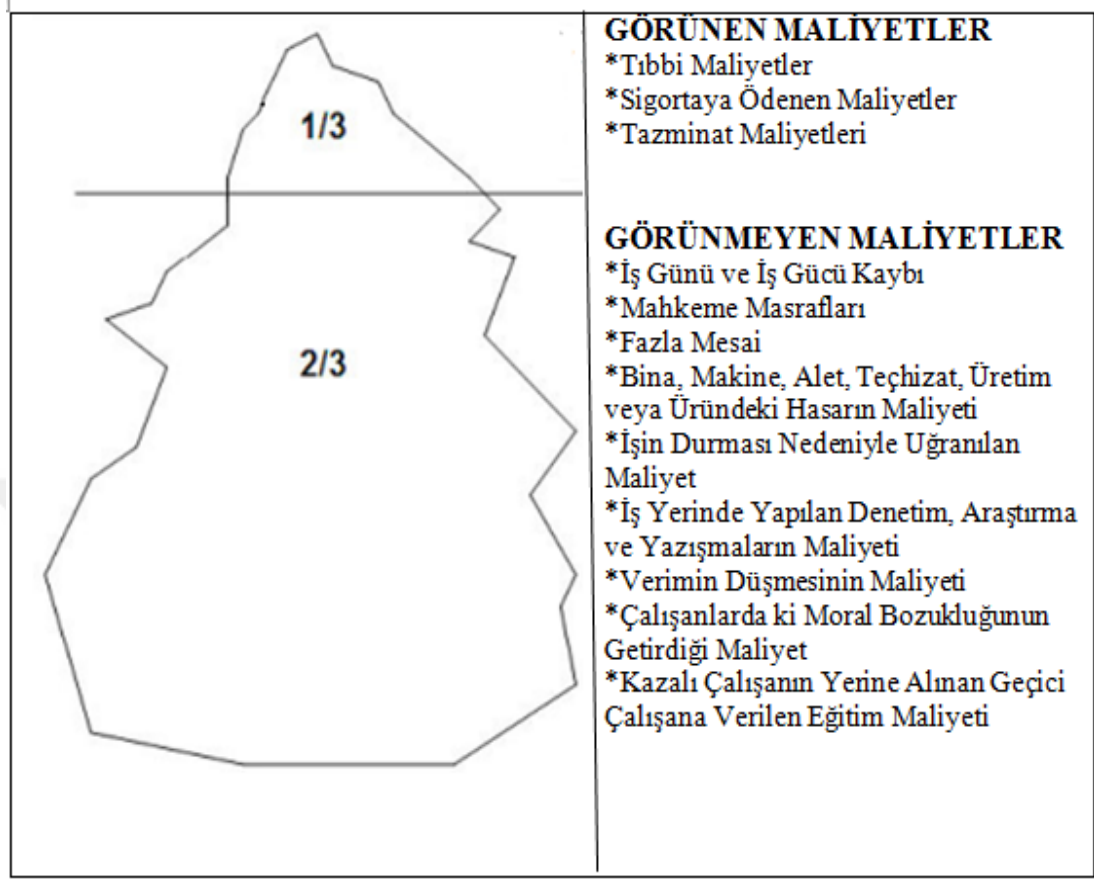 GÖRÜNEN MALİYETLER
*Tıbbi Maliyetler
*Sigortaya Ödenen Maliyetler
*Tazminat Maliyetleri
1/3
GÖRÜNMEYEN MALİYETLER
*İş Günü ve İş Gücü Kaybı
*Mahkeme Masrafları
*Fazla Mesai
*Bina, Makine, Alet, Teçhizat, Üretim
veya Üründeki Hasarın Maliyeti
*İşin Durması Nedeniyle Uğranılan
Maliyet
*İş Yerinde Yapılan Denetim, Araştırma
ve Yazışmaların Maliyeti
*Verimin Düşmesinin Maliyeti
*Çalışanlarda ki Moral Bozukluğunun
Getirdiği Maliyet
*Kazalı Çalışanın Yerine Alınan Geçici
Çalışana Verilen Eğitim Maliyeti
2/3